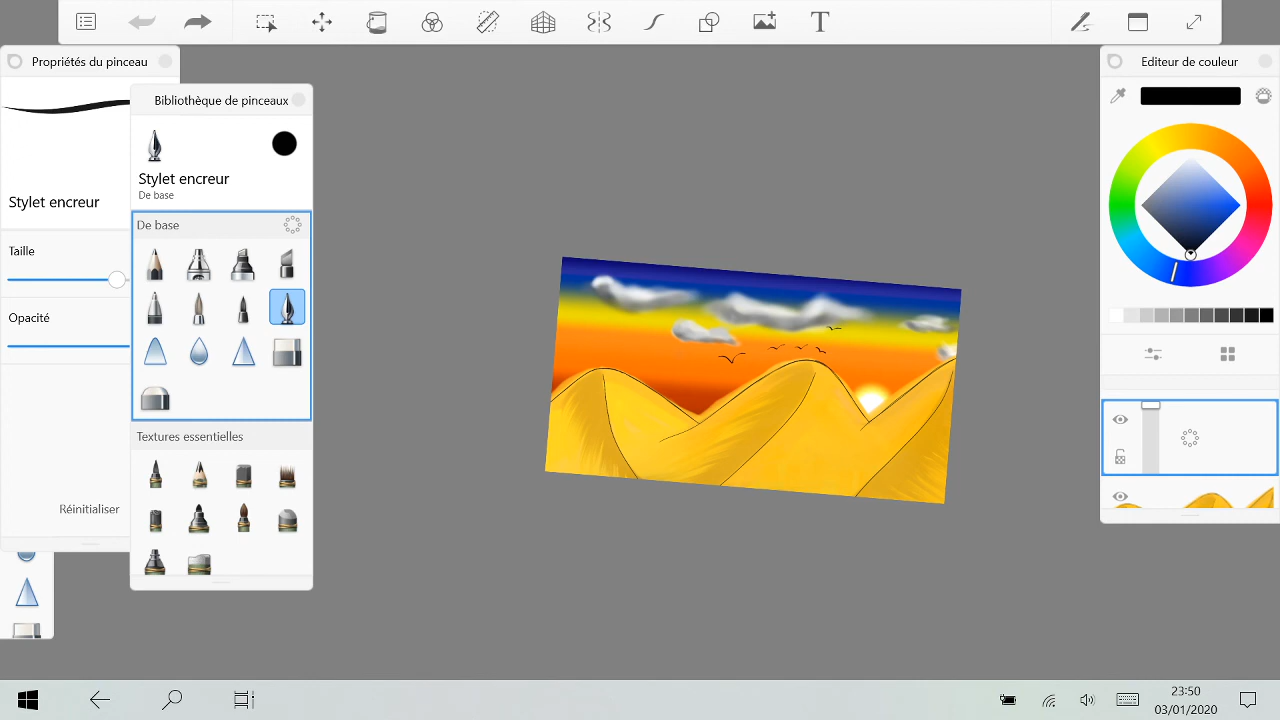 T
Propriétés du pinceau
Bibliothèque de pinceaux
Stylet encreur
De base
Stylet encreur
De base
Taille
Opacité
Textures essentielles
Réinitialiser
Editeur de couleur
23:50
03/01/2020